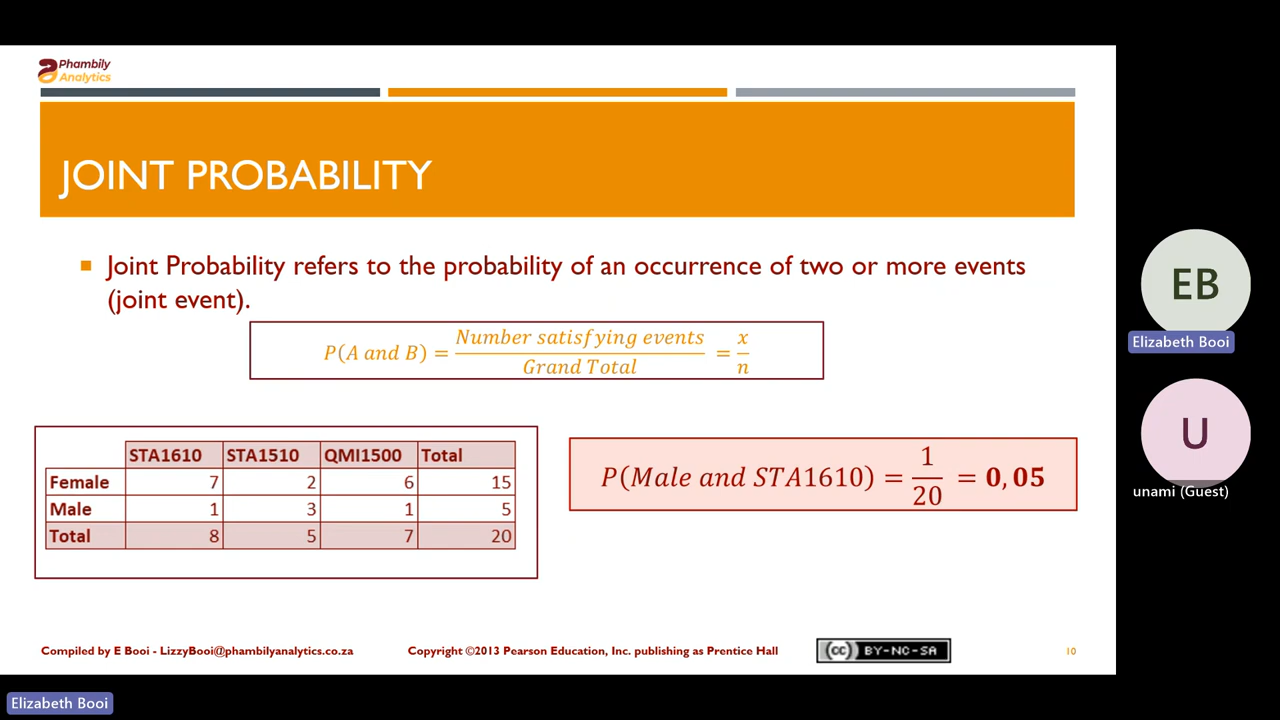 Phambily
Analytics
JOINT PROBABILITY
Joint Probability refers to the probability of an occurrence of two or more events
(joint event).
P(A and B) = Number satisfying events / Grand Total = x / n
STA1610 STA1510 QMI1500 Total
Female 7 2 6 15
Male 1 3 1 5
Total 8 5 7 20
P(Male and STA1610) = 1 / 20 = 0,05
EB
Elizabeth Booi
U
unami (Guest)
Compiled by E Booi - LizzyBooi@phambilyanalytics.co.za
Copyright ©2013 Pearson Education, Inc. publishing as Prentice Hall
cc BY-NC-SA
10
Elizabeth Booi